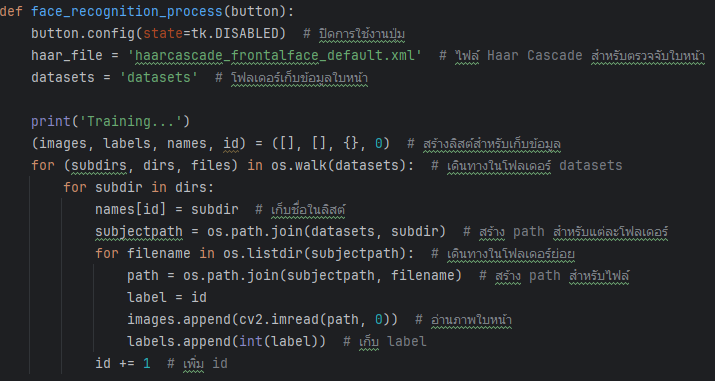 def face_recognition_process(button):
    button.config(state=tk.DISABLED)  # ปิดการใช้งานปุ่ม
    haar_file = 'haarcascade_frontalface_default.xml'  # ไฟล์ Haar Cascade สำหรับตรวจจับใบหน้า
    datasets = 'datasets'  # โฟลเดอร์เก็บข้อมูลใบหน้า

    print('Training...')
    (images, labels, names, id) = ([], [], {}, 0)  # สร้างลิสต์สำหรับเก็บข้อมูล
    for (subdirs, dirs, files) in os.walk(datasets):  # เดินทางในโฟลเดอร์ datasets
        for subdir in dirs:
            names[id] = subdir  # เก็บชื่อในลิสต์
            subjectpath = os.path.join(datasets, subdir)  # สร้าง path สำหรับแต่ละโฟลเดอร์
            for filename in os.listdir(subjectpath):  # เดินทางในโฟลเดอร์ย่อย
                path = os.path.join(subjectpath, filename)  # สร้าง path สำหรับไฟล์
                label = id
                images.append(cv2.imread(path, 0))  # อ่านภาพใบหน้า
                labels.append(int(label))  # เก็บ label
            id += 1  # เพิ่ม id